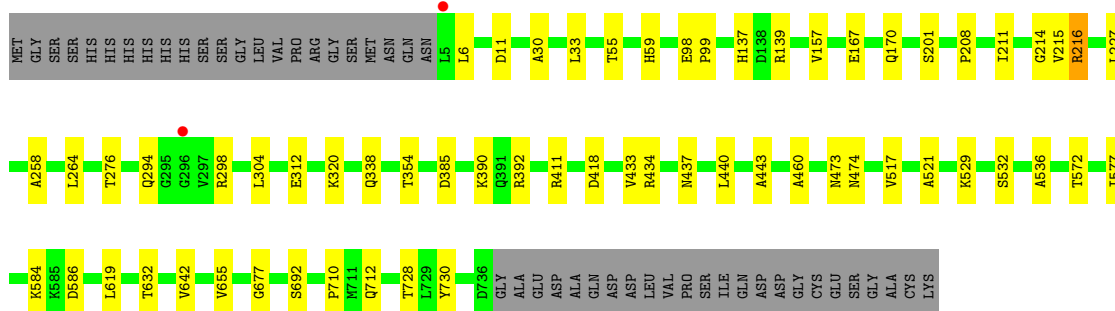 MET GLY SER SER HIS HIS HIS HIS HIS HIS SER SER GLY LEU VAL PRO ARG GLY SER MET ASN GLN ASN L5 L6 D11 A30 L33 T55 H59 E98 P99 H137 D138 R139 V157 E167 Q170 S201 P208 I211 G214 V215 R216
A258 L264 T276 Q294 G295 G296 V297 R298 L304 E312 K320 Q338 T354 D385 K390 Q391 R392 R411 D418 V433 R434 N437 L440 A443 A460 N473 N474 V517 A521 K529 S532 A536 T572
K584 K585 D586 L619 T632 V642 V655 G677 S692 P710 M711 Q712 T728 L729 Y730 D736 GLY ALA GLU ASP ALA GLN ASP ASP LEU VAL PRO SER ILE GLN ASP ASP GLY CYS GLU SER GLY ALA CYS LYS